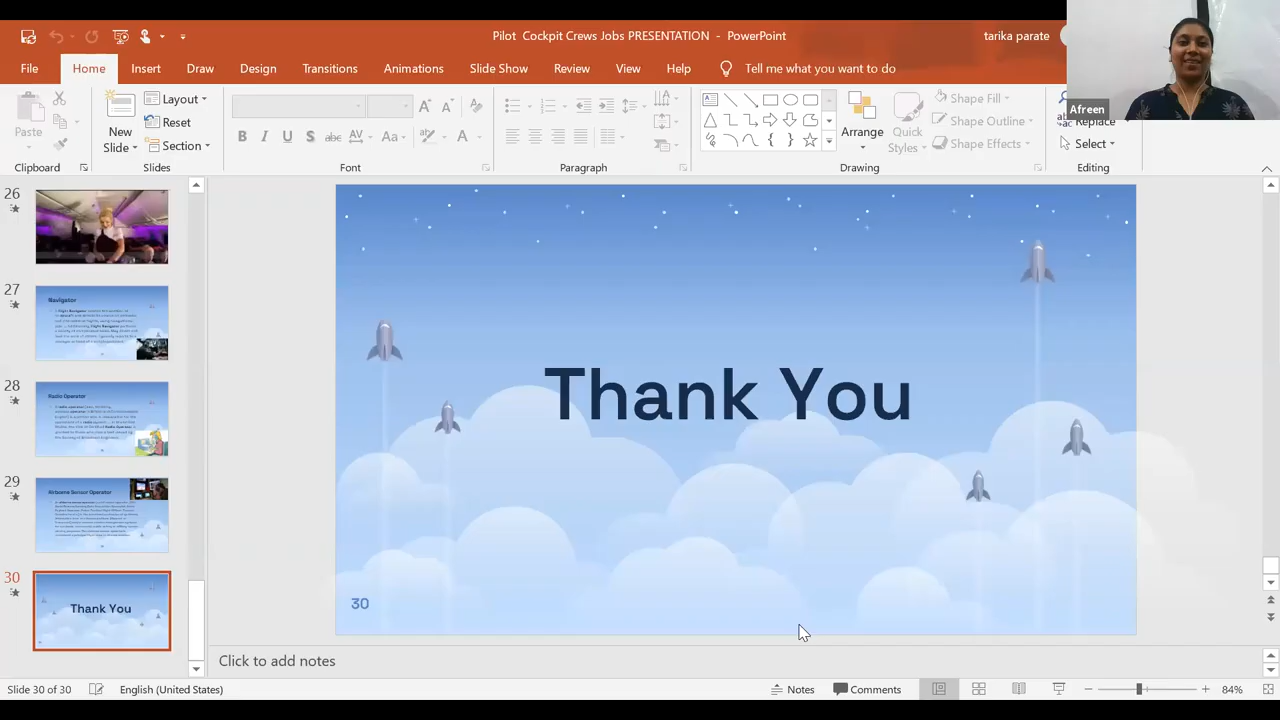 Pilot Cockpit Crews Jobs PRESENTATION - PowerPoint
tarika parate
File Home Insert Draw Design Transitions Animations Slide Show Review View Help Tell me what you want to do
Afreen
Paste
New
Slide
Layout
Reset
Section
Arrange
Quick
Styles
Shape Fill
Shape Outline
Shape Effects
Replace
Select
Clipboard Slides Font Paragraph Drawing Editing
26
27
Navigator
28
Radio Operator
29
Airborne Sensor Operator
30
Thank You
Thank You
30
Click to add notes
Slide 30 of 30 English (United States) Notes Comments 84%